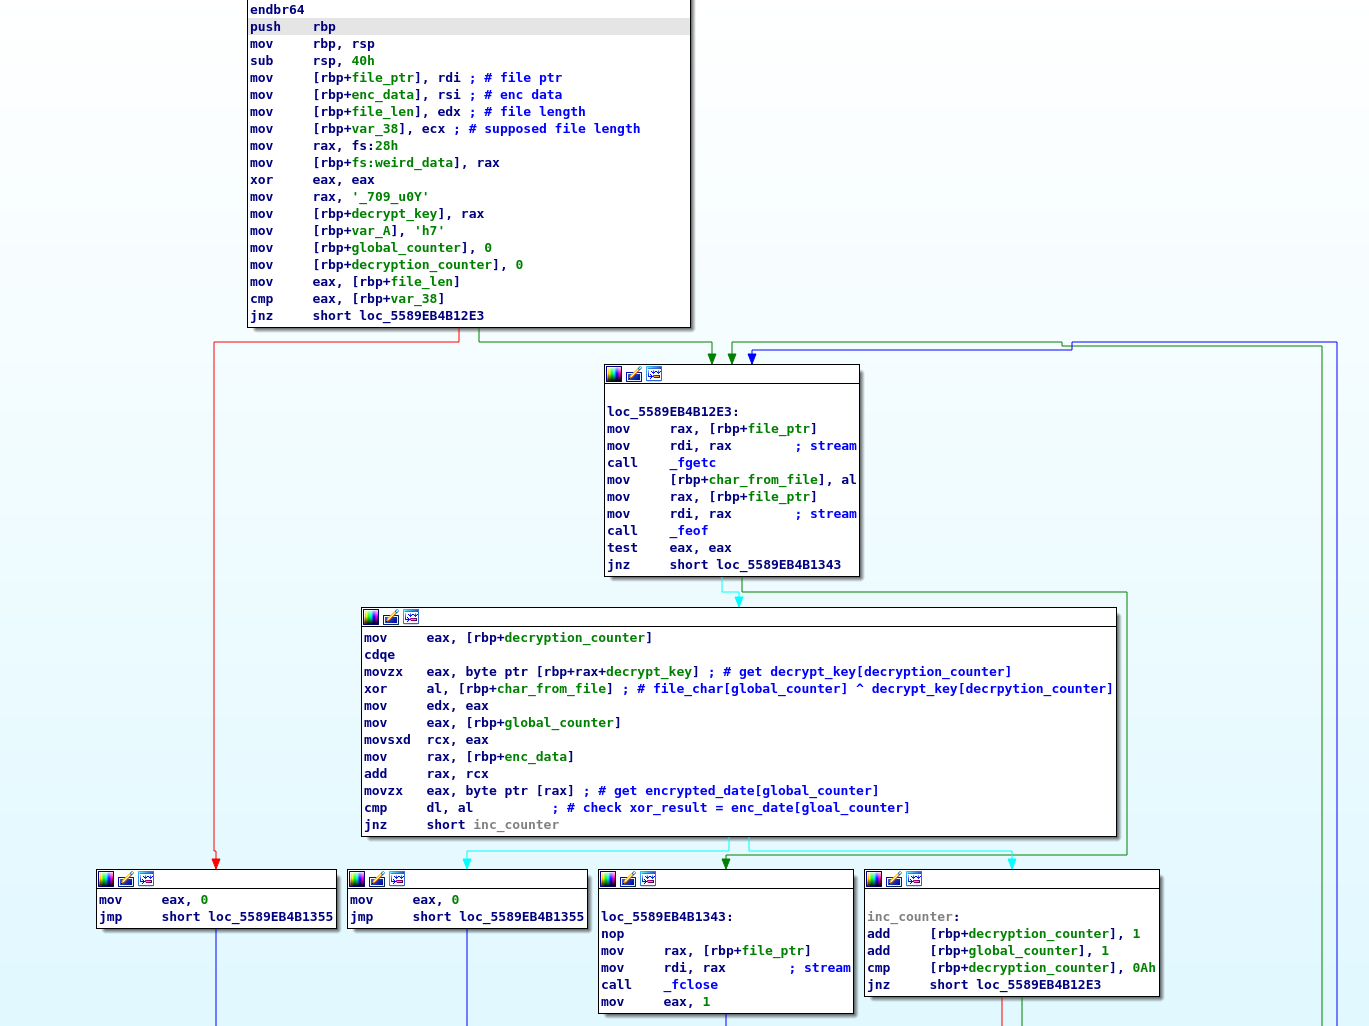 endbr64
push rbp
mov rbp, rsp
sub rsp, 40h
mov [rbp+file_ptr], rdi ; # file ptr
mov [rbp+enc_data], rsi ; # enc data
mov [rbp+file_len], edx ; # file length
mov [rbp+var_38], ecx ; # supposed file length
mov rax, fs:28h
mov [rbp+fs:weird_data], rax
xor eax, eax
mov rax, '_709_u0Y'
mov [rbp+decrypt_key], rax
mov [rbp+var_A], 'h7'
mov [rbp+global_counter], 0
mov [rbp+decryption_counter], 0
mov eax, [rbp+file_len]
cmp eax, [rbp+var_38]
jnz short loc_5589EB4B12E3
loc_5589EB4B12E3:
mov rax, [rbp+file_ptr]
mov rdi, rax ; stream
call _fgetc
mov [rbp+char_from_file], al
mov rax, [rbp+file_ptr]
mov rdi, rax ; stream
call _feof
test eax, eax
jnz short loc_5589EB4B1343
mov eax, [rbp+decryption_counter]
cdqe
movzx eax, byte ptr [rbp+rax+decrypt_key] ; # get decrypt_key[decryption_counter]
xor al, [rbp+char_from_file] ; # file_char[global_counter] ^ decrypt_key[decrpytion_counter]
mov edx, eax
mov eax, [rbp+global_counter]
movsxd rcx, eax
mov rax, [rbp+enc_data]
add rax, rcx
movzx eax, byte ptr [rax] ; # get encrypted_date[global_counter]
cmp dl, al ; # check xor_result = enc_date[gloal_counter]
jnz short inc_counter
mov eax, 0
jmp short loc_5589EB4B1355
mov eax, 0
jmp short loc_5589EB4B1355
loc_5589EB4B1343:
nop
mov rax, [rbp+file_ptr]
mov rdi, rax ; stream
call _fclose
mov eax, 1
inc_counter:
add [rbp+decryption_counter], 1
add [rbp+global_counter], 1
cmp [rbp+decryption_counter], 0Ah
jnz short loc_5589EB4B12E3